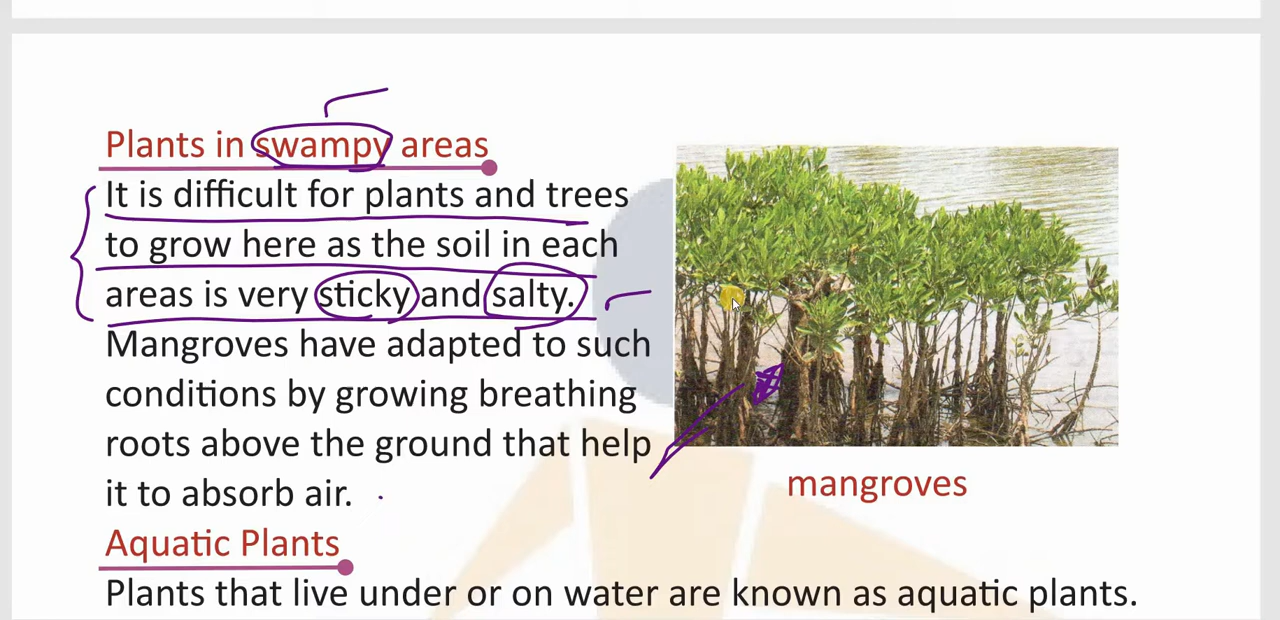 Plants in swampy areas
It is difficult for plants and trees
to grow here as the soil in each
areas is very sticky and salty.
Mangroves have adapted to such
conditions by growing breathing
roots above the ground that help
it to absorb air.
mangroves
Aquatic Plants
Plants that live under or on water are known as aquatic plants.